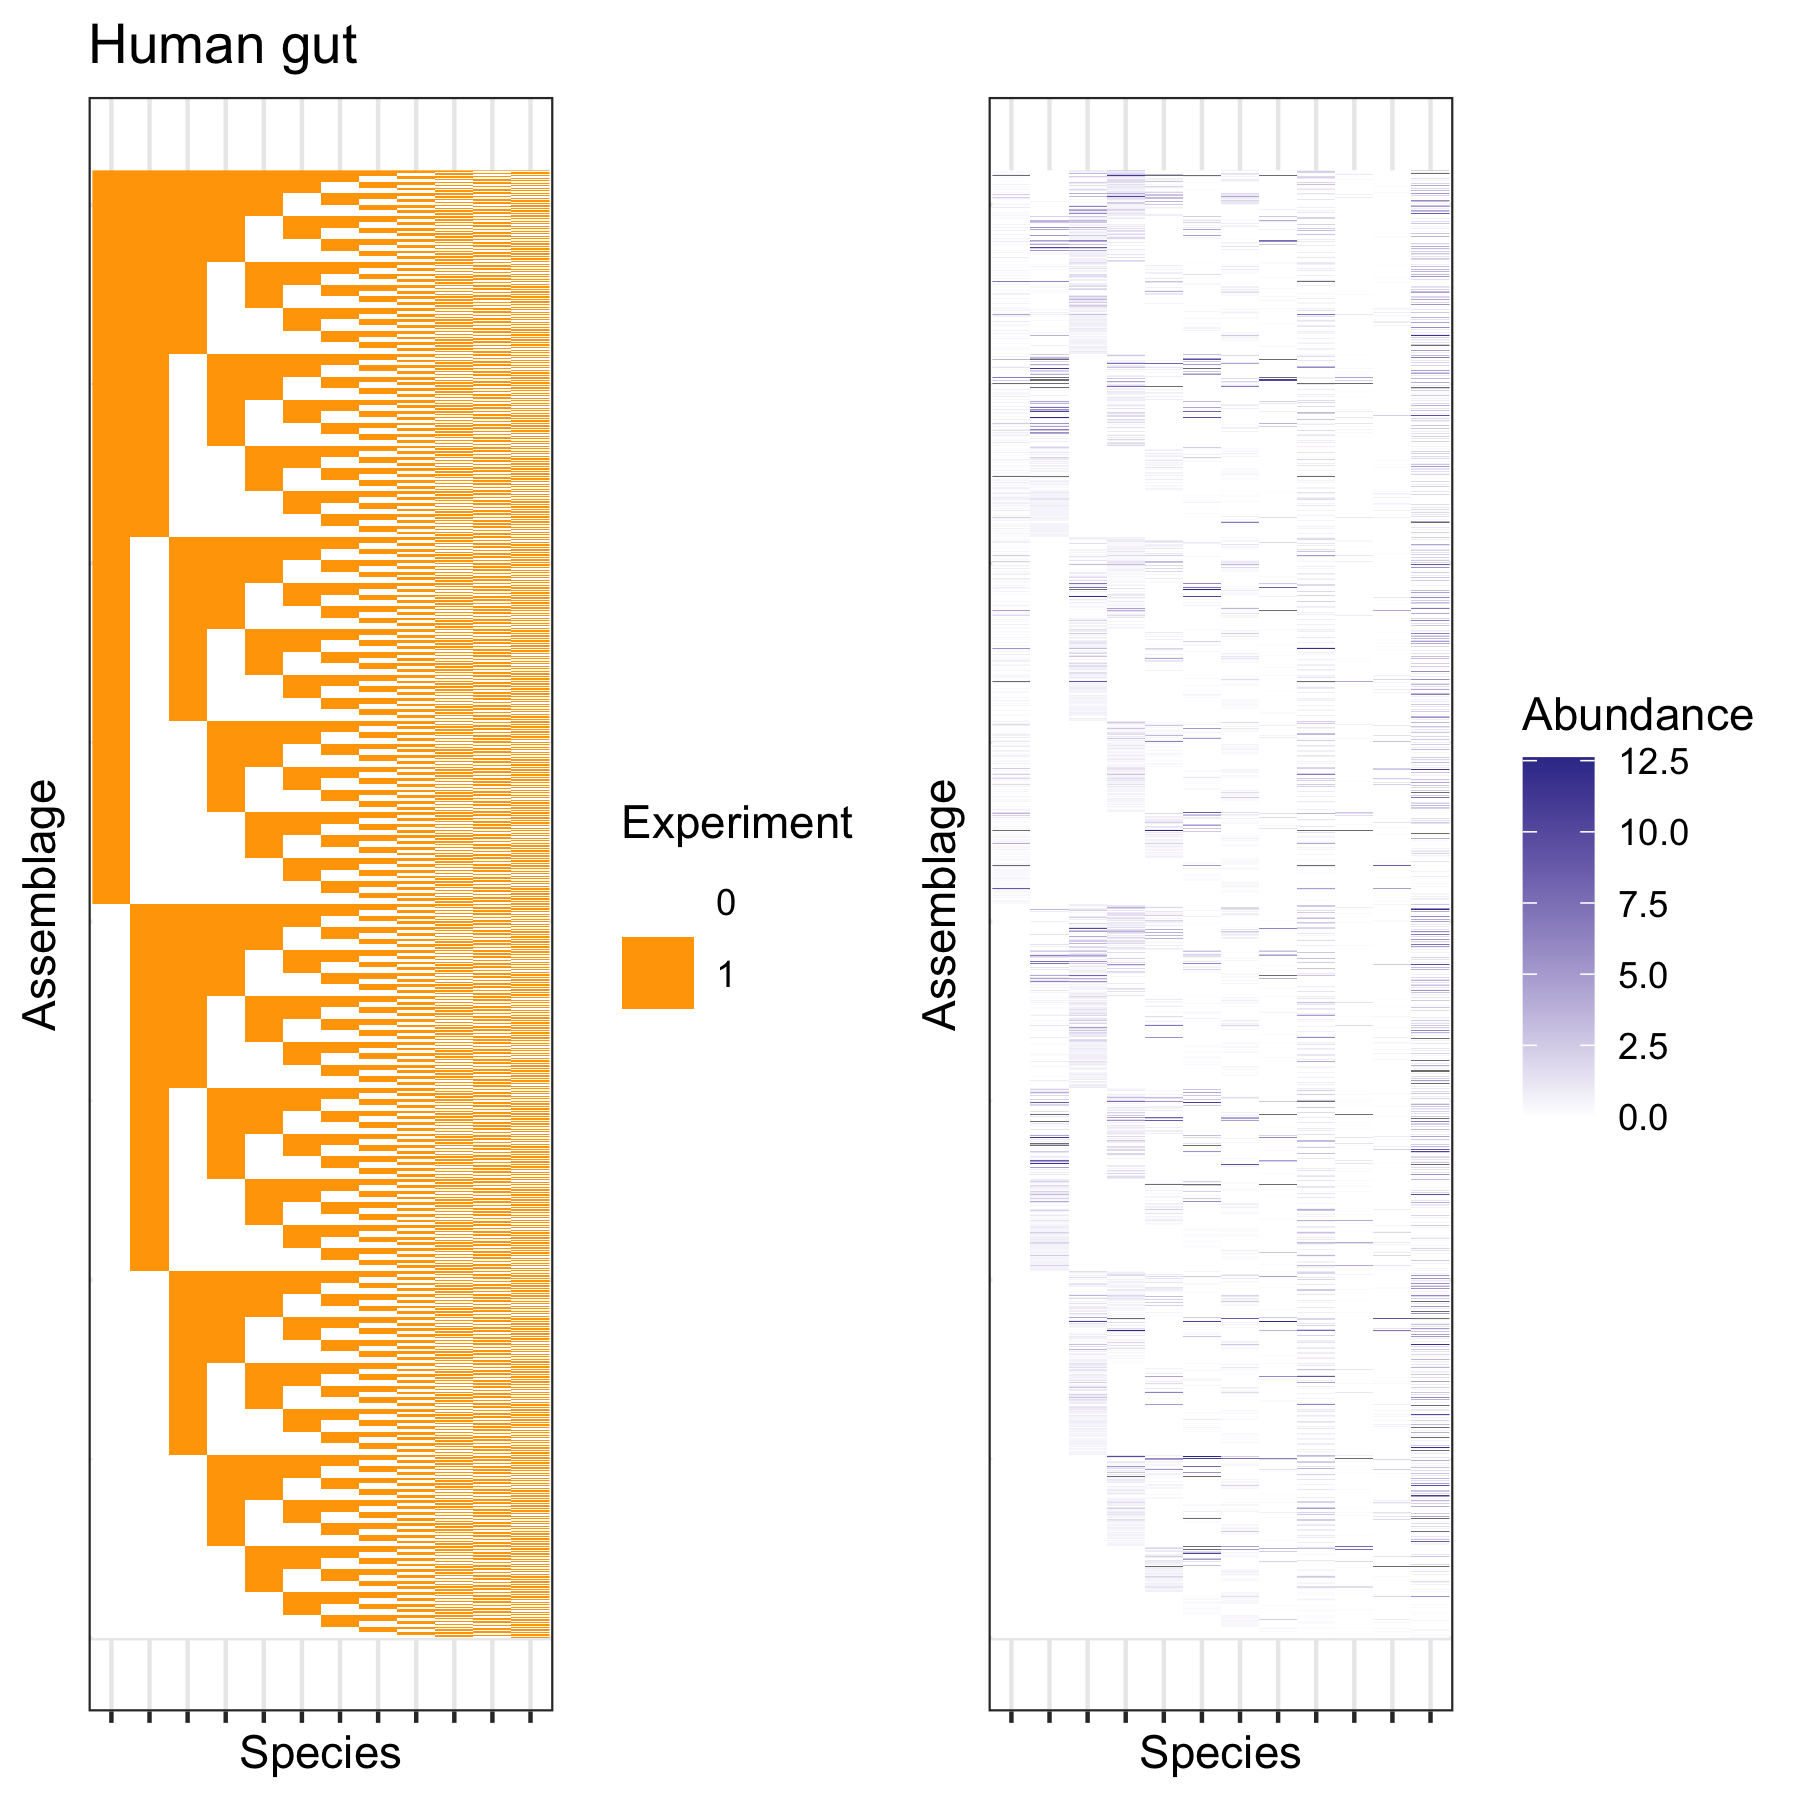 Human gut
Assemblage
Species
Experiment
0
1
Assemblage
Species
Abundance
12.5
10.0
7.5
5.0
2.5
0.0